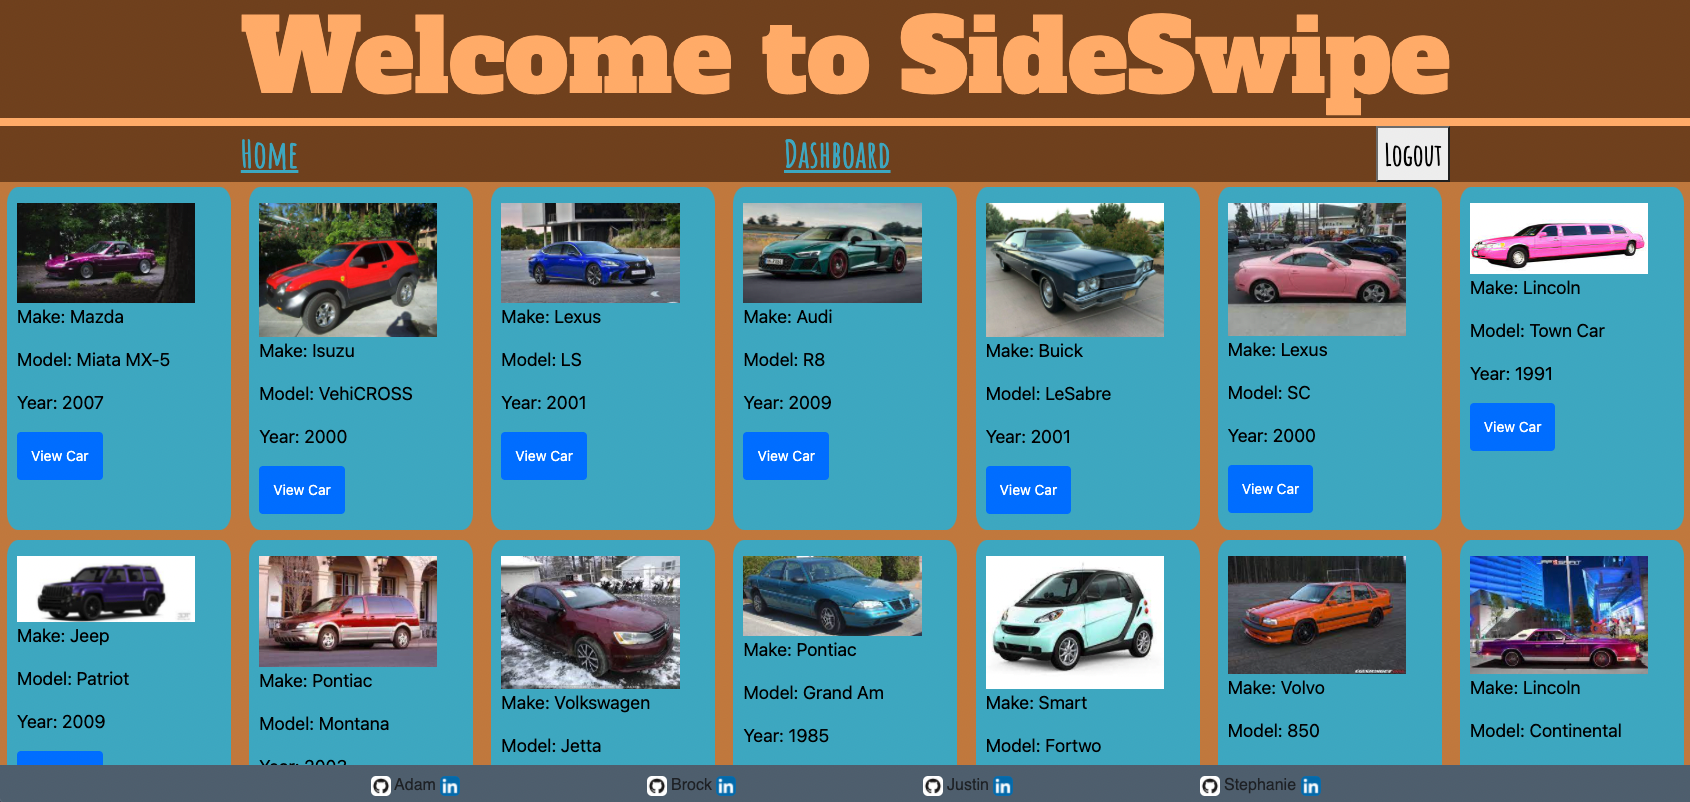 Welcome to SideSwipe
Home
Dashboard
Logout
Make: Mazda
Model: Miata MX-5
Year: 2007
View Car
Make: Isuzu
Model: VehiCROSS
Year: 2000
View Car
Make: Lexus
Model: LS
Year: 2001
View Car
Make: Audi
Model: R8
Year: 2009
View Car
Make: Buick
Model: LeSabre
Year: 2001
View Car
Make: Lexus
Model: SC
Year: 2000
View Car
Make: Lincoln
Model: Town Car
Year: 1991
View Car
Make: Jeep
Model: Patriot
Year: 2009
Make: Pontiac
Model: Montana
Year: 2003
Make: Volkswagen
Model: Jetta
Make: Pontiac
Model: Grand Am
Year: 1985
Make: Smart
Model: Fortwo
Make: Volvo
Model: 850
Make: Lincoln
Model: Continental
Adam in
Brock in
Justin in
Stephanie in